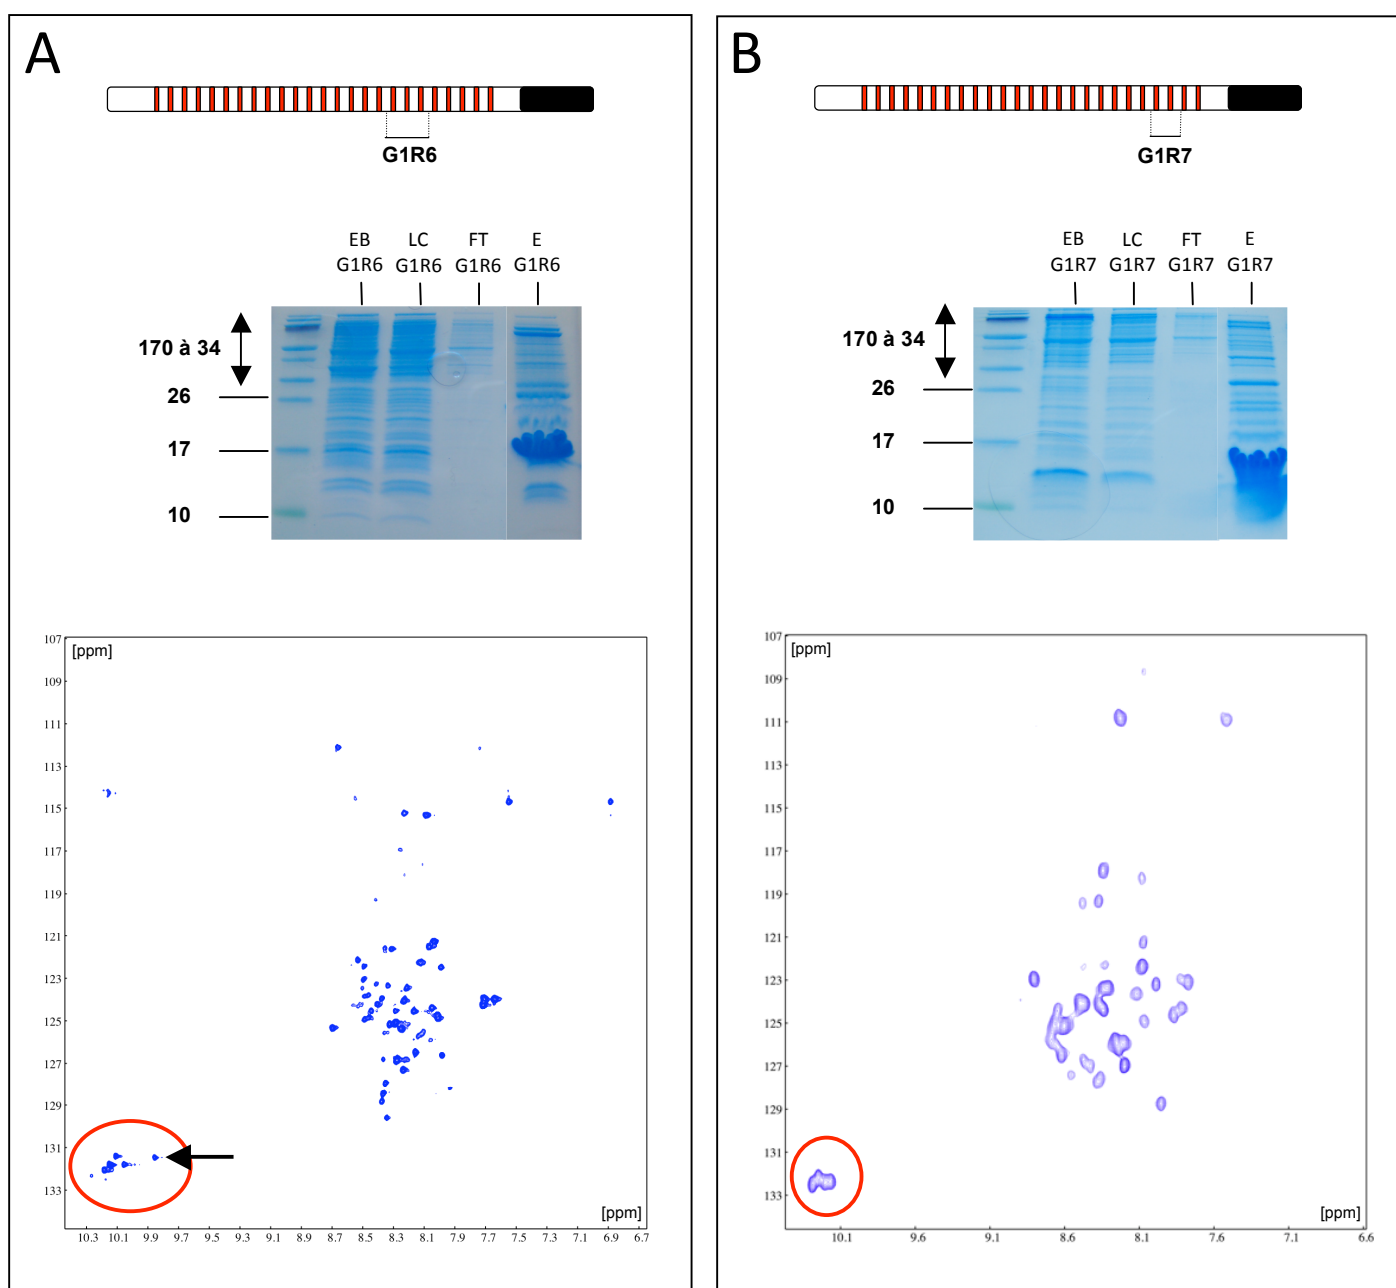 A
G1R6
EB LC FT E
G1R6 G1R6 G1R6 G1R6
170 à 34
26
17
10
[ppm]
107
109
111
113
115
117
119
121
123
125
127
129
131
133
[ppm]
10.3 10.1 9.9 9.7 9.5 9.3 9.1 8.9 8.7 8.5 8.3 8.1 7.9 7.7 7.5 7.3 7.1 6.9 6.7
B
G1R7
EB LC FT E
G1R7 G1R7 G1R7 G1R7
170 à 34
26
17
10
107
[ppm]
109
111
113
115
117
119
121
123
125
127
129
131
133
[ppm]
10.1 9.6 9.1 8.6 8.1 7.6 7.1 6.6